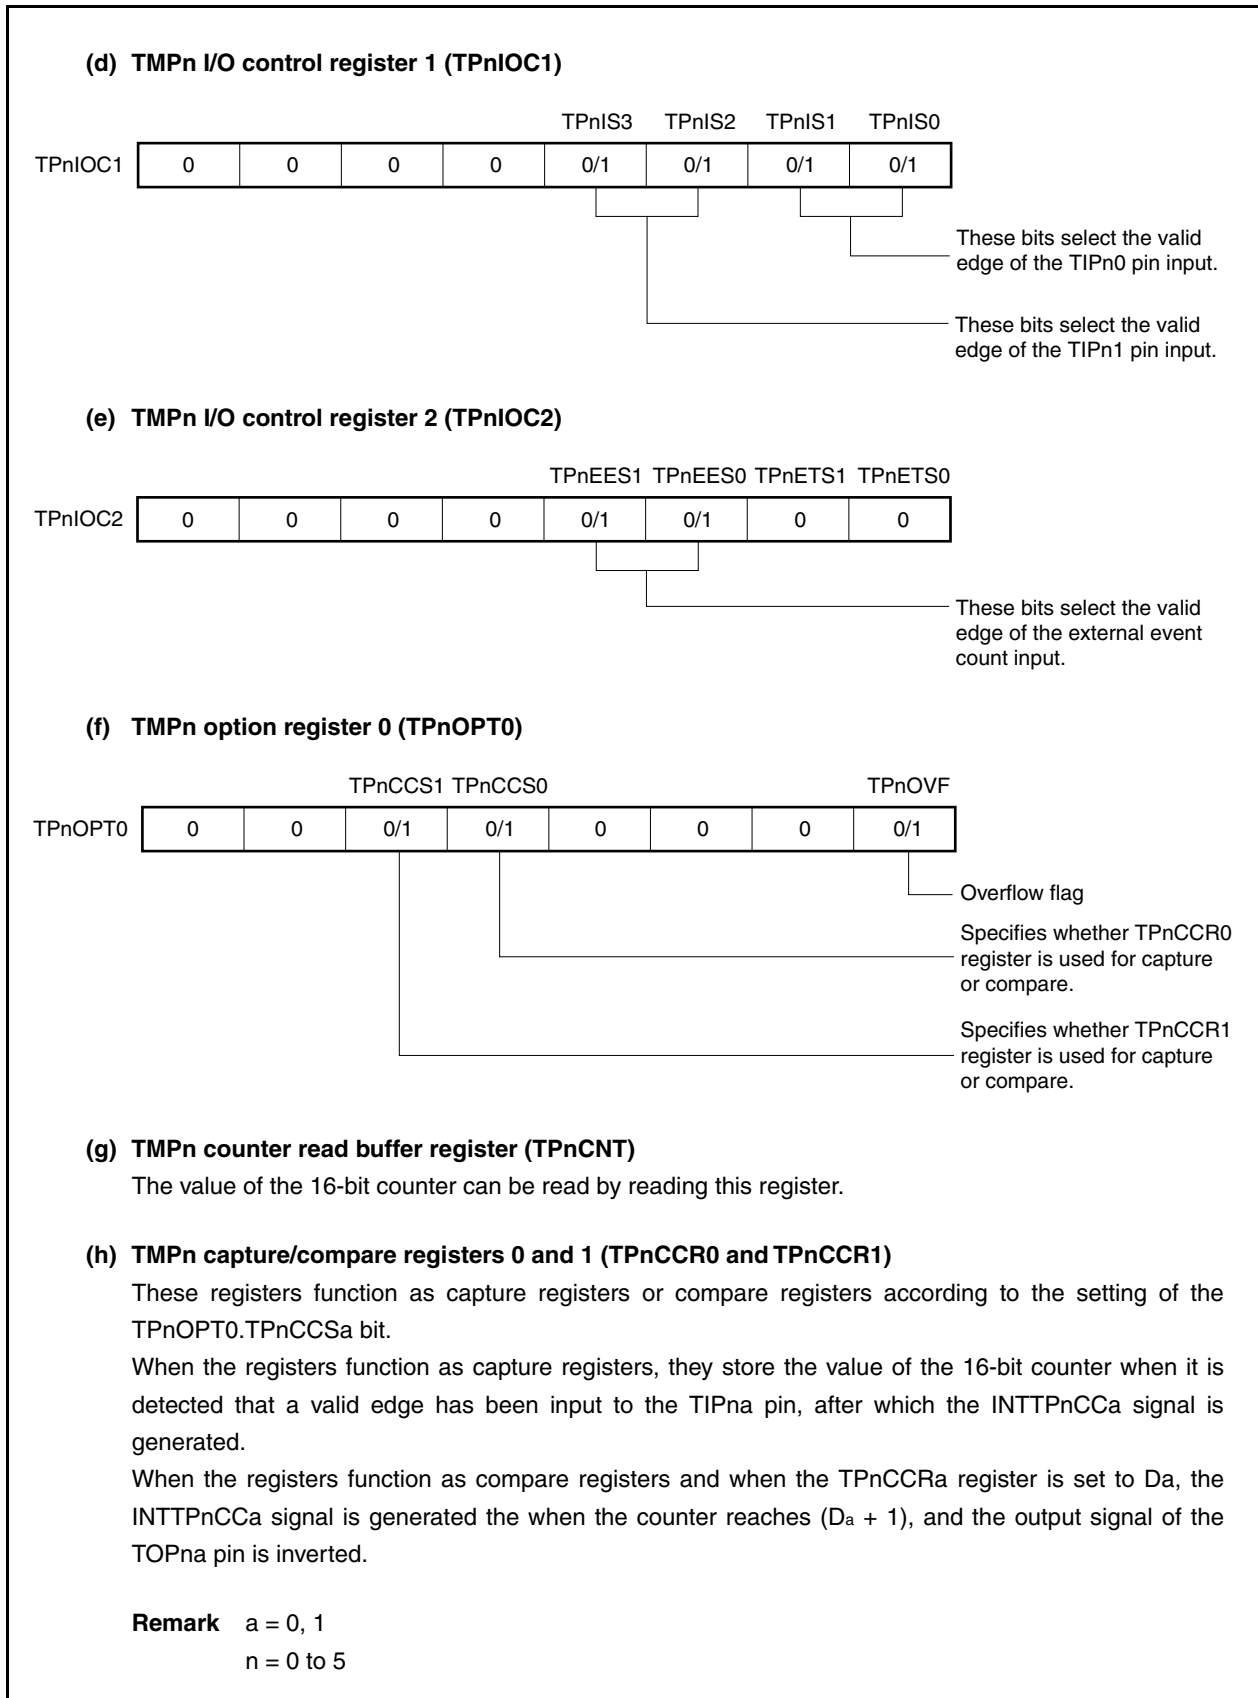 (d) TMPn I/O control register 1 (TPnIOC1)
TPnIS3 TPnIS2 TPnIS1 TPnIS0
TPnIOC1 0 0 0 0 0/1 0/1 0/1 0/1
These bits select the valid
edge of the TIPn0 pin input.
These bits select the valid
edge of the TIPn1 pin input.
(e) TMPn I/O control register 2 (TPnIOC2)
TPnEES1 TPnEES0 TPnETS1 TPnETS0
TPnIOC2 0 0 0 0 0/1 0/1 0 0
These bits select the valid
edge of the external event
count input.
(f) TMPn option register 0 (TPnOPT0)
TPnCCS1 TPnCCS0 TPnOVF
TPnOPT0 0 0 0/1 0/1 0 0 0 0/1
Overflow flag
Specifies whether TPnCCR0
register is used for capture
or compare.
Specifies whether TPnCCR1
register is used for capture
or compare.
(g) TMPn counter read buffer register (TPnCNT)
The value of the 16-bit counter can be read by reading this register.
(h) TMPn capture/compare registers 0 and 1 (TPnCCR0 and TPnCCR1)
These registers function as capture registers or compare registers according to the setting of the
TPnOPT0.TPnCCSa bit.
When the registers function as capture registers, they store the value of the 16-bit counter when it is
detected that a valid edge has been input to the TIPna pin, after which the INTTPnCCa signal is
generated.
When the registers function as compare registers and when the TPnCCRa register is set to Da, the
INTTPnCCa signal is generated the when the counter reaches (Da + 1), and the output signal of the
TOPna pin is inverted.
Remark a = 0, 1
n = 0 to 5